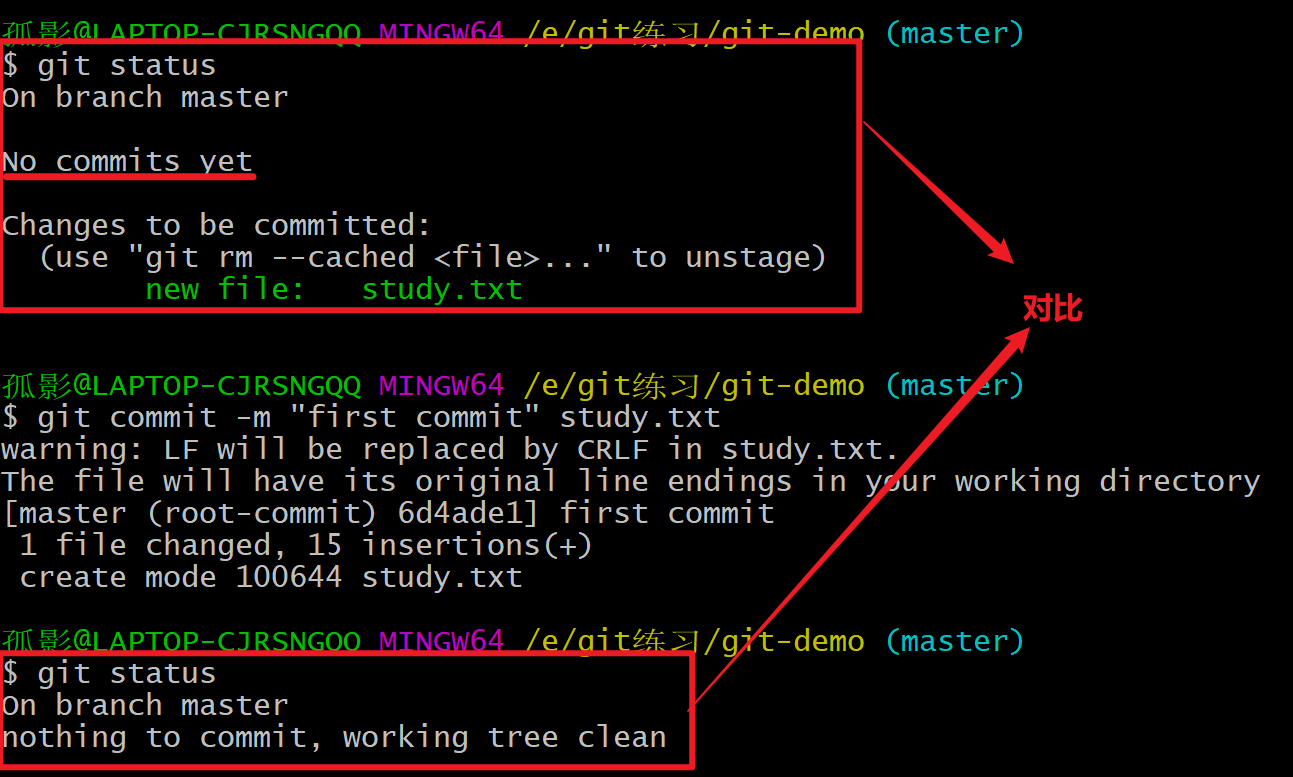 孤影@LAPTOP-CJRSNGQQ MINGW64 /e/git练习/git-demo (master)
$ git status
On branch master
No commits yet
Changes to be committed:
  (use "git rm --cached <file>..." to unstage)
        new file:   study.txt
对比
孤影@LAPTOP-CJRSNGQQ MINGW64 /e/git练习/git-demo (master)
$ git commit -m "first commit" study.txt
warning: LF will be replaced by CRLF in study.txt.
The file will have its original line endings in your working directory
[master (root-commit) 6d4ade1] first commit
 1 file changed, 15 insertions(+)
 create mode 100644 study.txt
孤影@LAPTOP-CJRSNGQQ MINGW64 /e/git练习/git-demo (master)
$ git status
On branch master
nothing to commit, working tree clean